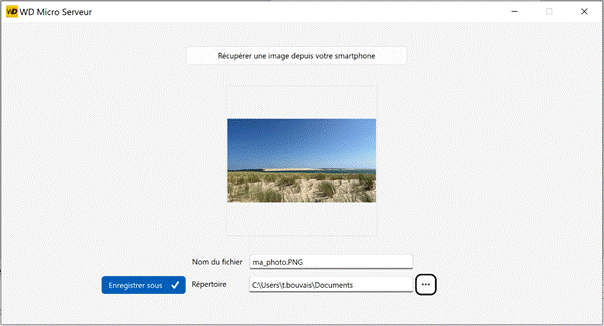 WD WD Micro Serveur
Récupérer une image depuis votre smartphone
Nom du fichier ma_photo.PNG
Enregistrer sous Répertoire C:\Users\t.bouvais\Documents ...